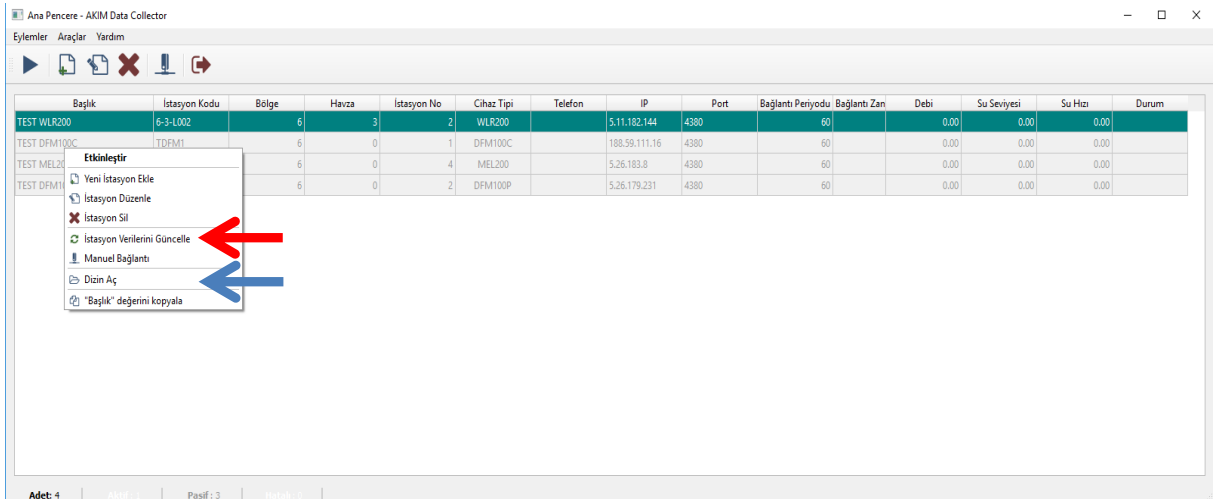 Ana Pencere - AKIM Data Collector
Eylemler Araçlar Yardım
Başlık İstasyon Kodu Bölge Havza İstasyon No Cihaz Tipi Telefon IP Port Bağlantı Periyodu Bağlantı Zan Debi Su Seviyesi Su Hızı Durum
TEST WLR200 6-3-L002 6 3 2 WLR200 5.11.182.144 4380 60 0.00 0.00 0.00
TEST DFM100C TDFM1 6 0 1 DFM100C 188.59.111.16 4380 60 0.00 0.00 0.00
TEST MEL20 6 0 4 MEL200 5.26.183.8 4380 60 0.00 0.00 0.00
TEST DFM10 6 0 2 DFM100P 5.26.179.231 4380 60 0.00 0.00 0.00
Etkinleştir
Yeni İstasyon Ekle
İstasyon Düzenle
İstasyon Sil
İstasyon Verilerini Güncelle
Manuel Bağlantı
Dizin Aç
"Başlık" değerini kopyala
Adet: 4 Aktif : 1 Pasif : 3